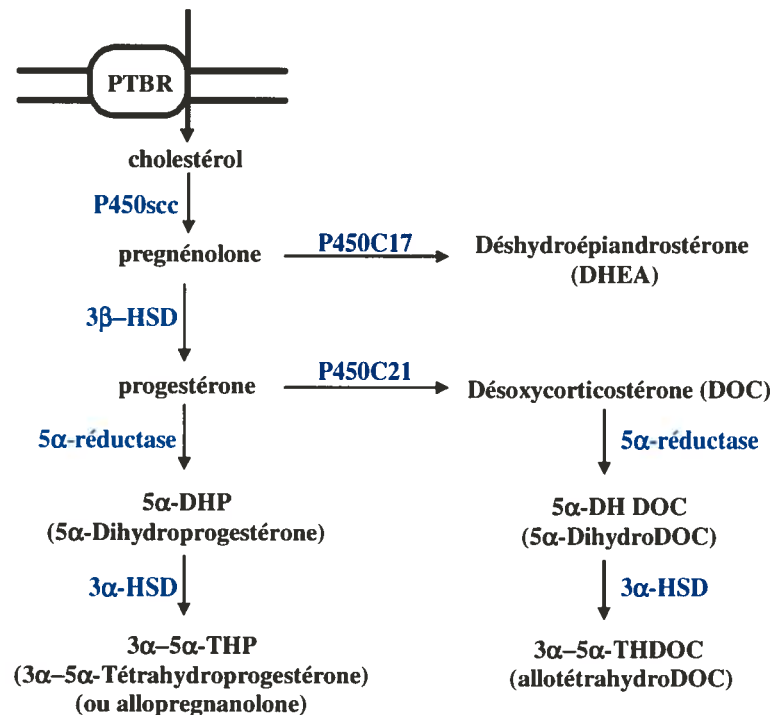 PTBR
cholestérol
P450scc
pregnénolone
P450C17
Déshydroépiandrostérone
(DHEA)
3β–HSD
progestérone
P450C21
Désoxycorticostérone (DOC)
5α-réductase
5α-réductase
5α-DHP
(5α-Dihydroprogestérone)
5α-DH DOC
(5α-DihydroDOC)
3α-HSD
3α-HSD
3α–5α-THP
(3α–5α-Tétrahydroprogestérone)
(ou allopregnanolone)
3α–5α-THDOC
(allotétrahydroDOC)